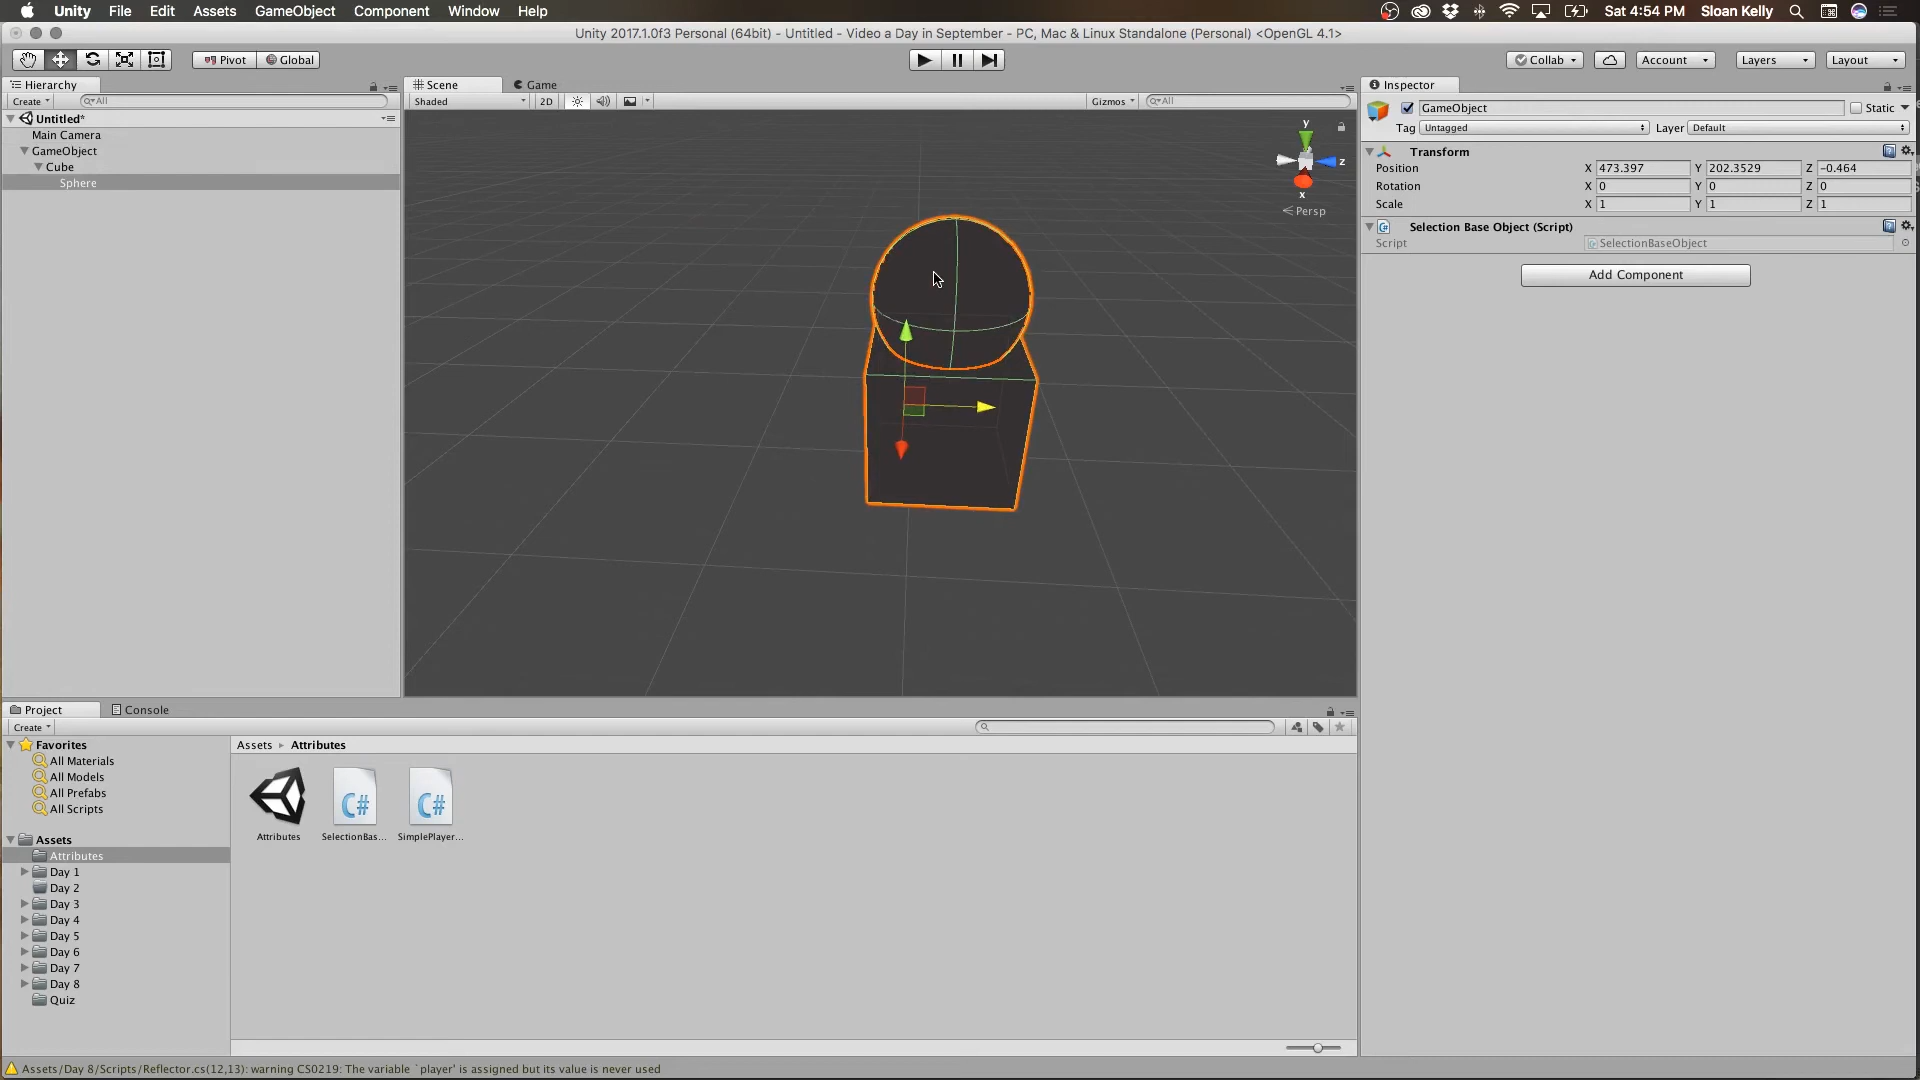 Unity File Edit Assets GameObject Component Window Help Sat 4:54 PM Sloan Kelly
Unity 2017.1.0f3 Personal (64bit) - Untitled - Video a Day in September - PC, Mac & Linux Standalone (Personal) <OpenGL 4.1>
Pivot Global Collab Account Layers Layout
Hierarchy
Create All
Untitled*
Main Camera
GameObject
Cube
Sphere
Scene Game
Shaded 2D Gizmos All
y
z
x
Persp
Inspector
GameObject Static
Tag Untagged Layer Default
Transform
Position X 473.397 Y 202.3529 Z -0.464
Rotation X 0 Y 0 Z 0
Scale X 1 Y 1 Z 1
Selection Base Object (Script)
Script SelectionBaseObject
Add Component
Project Console
Create
Favorites
All Materials
All Models
All Prefabs
All Scripts
Assets
Attributes
Day 1
Day 2
Day 3
Day 4
Day 5
Day 6
Day 7
Day 8
Quiz
Assets Attributes
C# C#
Attributes SelectionBas... SimplePlayer...
Assets/Day 8/Scripts/Reflector.cs(12,13): warning CS0219: The variable `player' is assigned but its value is never used